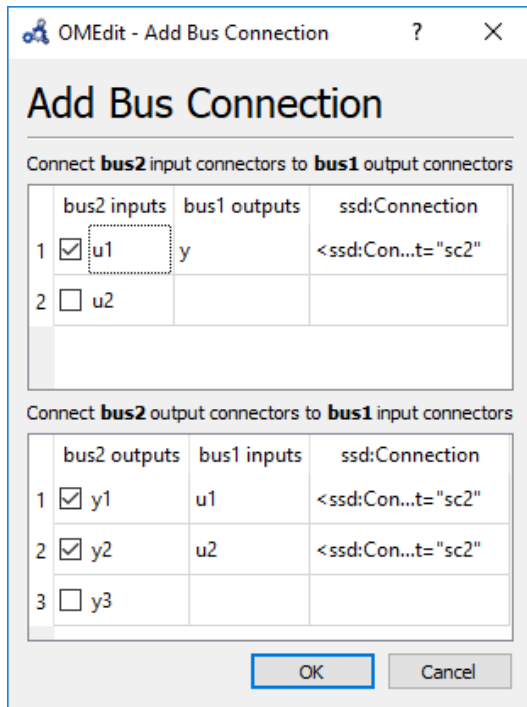 OMEdit - Add Bus Connection ? ×
Add Bus Connection
Connect bus2 input connectors to bus1 output connectors
bus2 inputs bus1 outputs ssd:Connection
1 u1 y <ssd:Con...t="sc2"
2 u2
Connect bus2 output connectors to bus1 input connectors
bus2 outputs bus1 inputs ssd:Connection
1 y1 u1 <ssd:Con...t="sc2"
2 y2 u2 <ssd:Con...t="sc2"
3 y3
OK Cancel